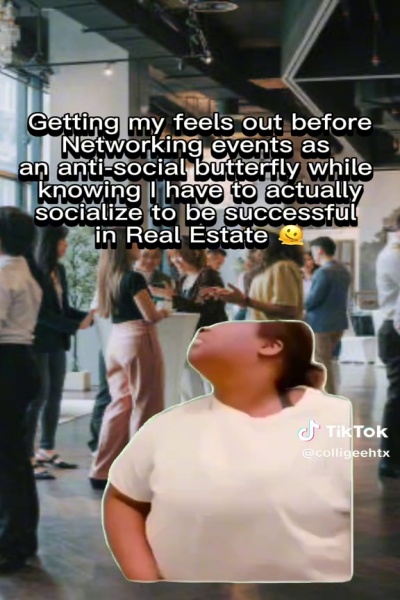 Getting my feels out before
Networking events as
an anti-social butterfly while
knowing I have to actually
socialize to be successful
in Real Estate 🫠
TikTok
@colligeehtx